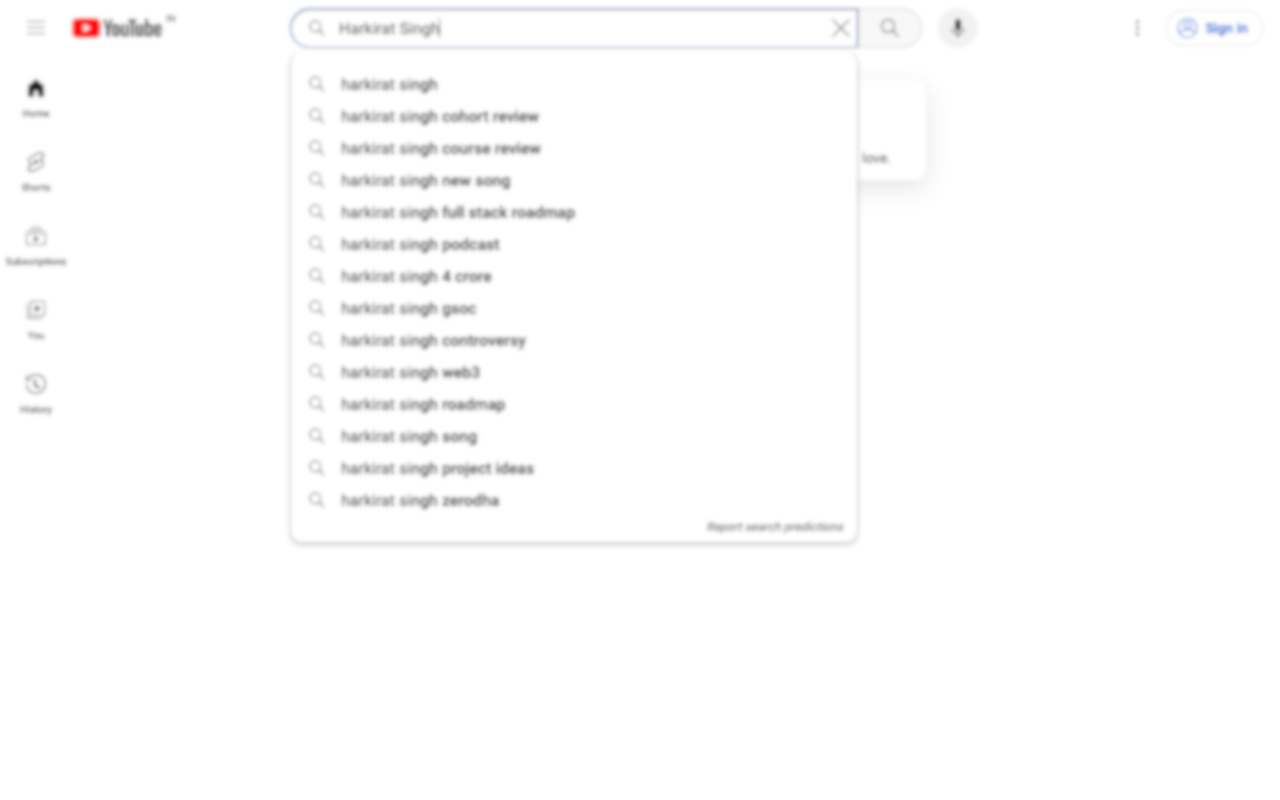 YouTube IN
Harkirat Singh
Sign in
Home
Shorts
Subscriptions
You
History
harkirat singh
harkirat singh cohort review
harkirat singh course review
harkirat singh new song
harkirat singh full stack roadmap
harkirat singh podcast
harkirat singh 4 crore
harkirat singh gsoc
harkirat singh controversy
harkirat singh web3
harkirat singh roadmap
harkirat singh song
harkirat singh project ideas
harkirat singh zerodha
Report search predictions
love.